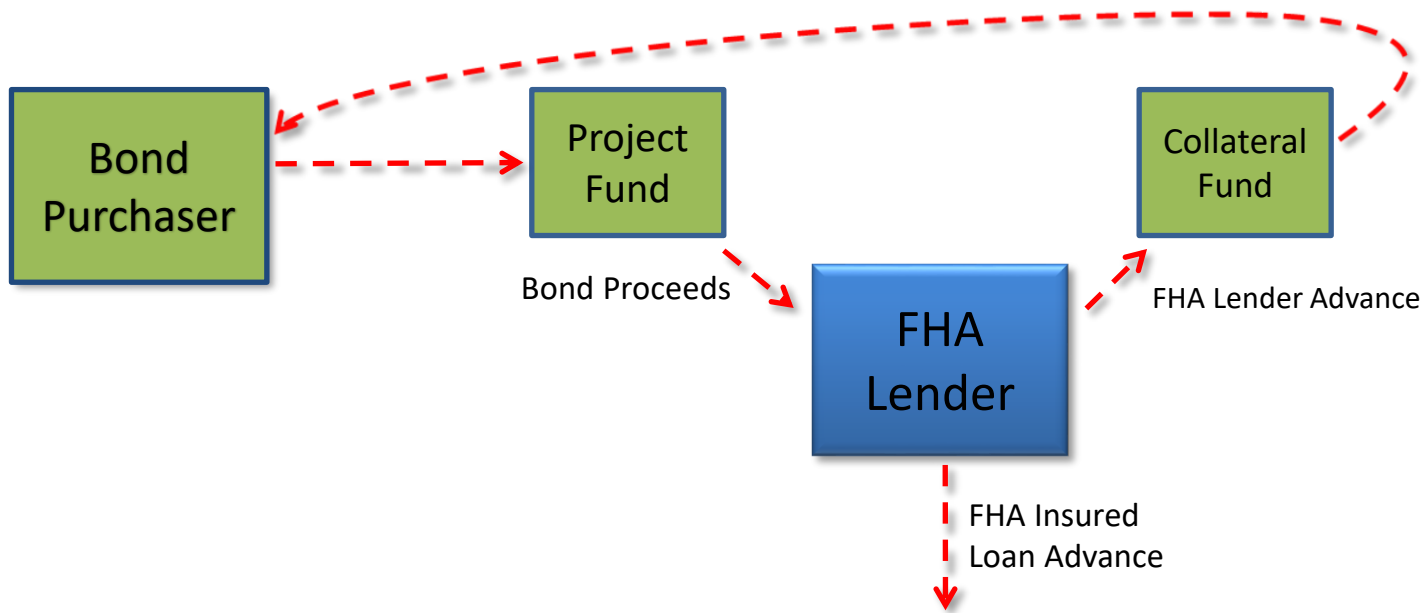 Bond
Purchaser
Project
Fund
Collateral
Fund
Bond Proceeds
FHA
Lender
FHA Lender Advance
FHA Insured
Loan Advance